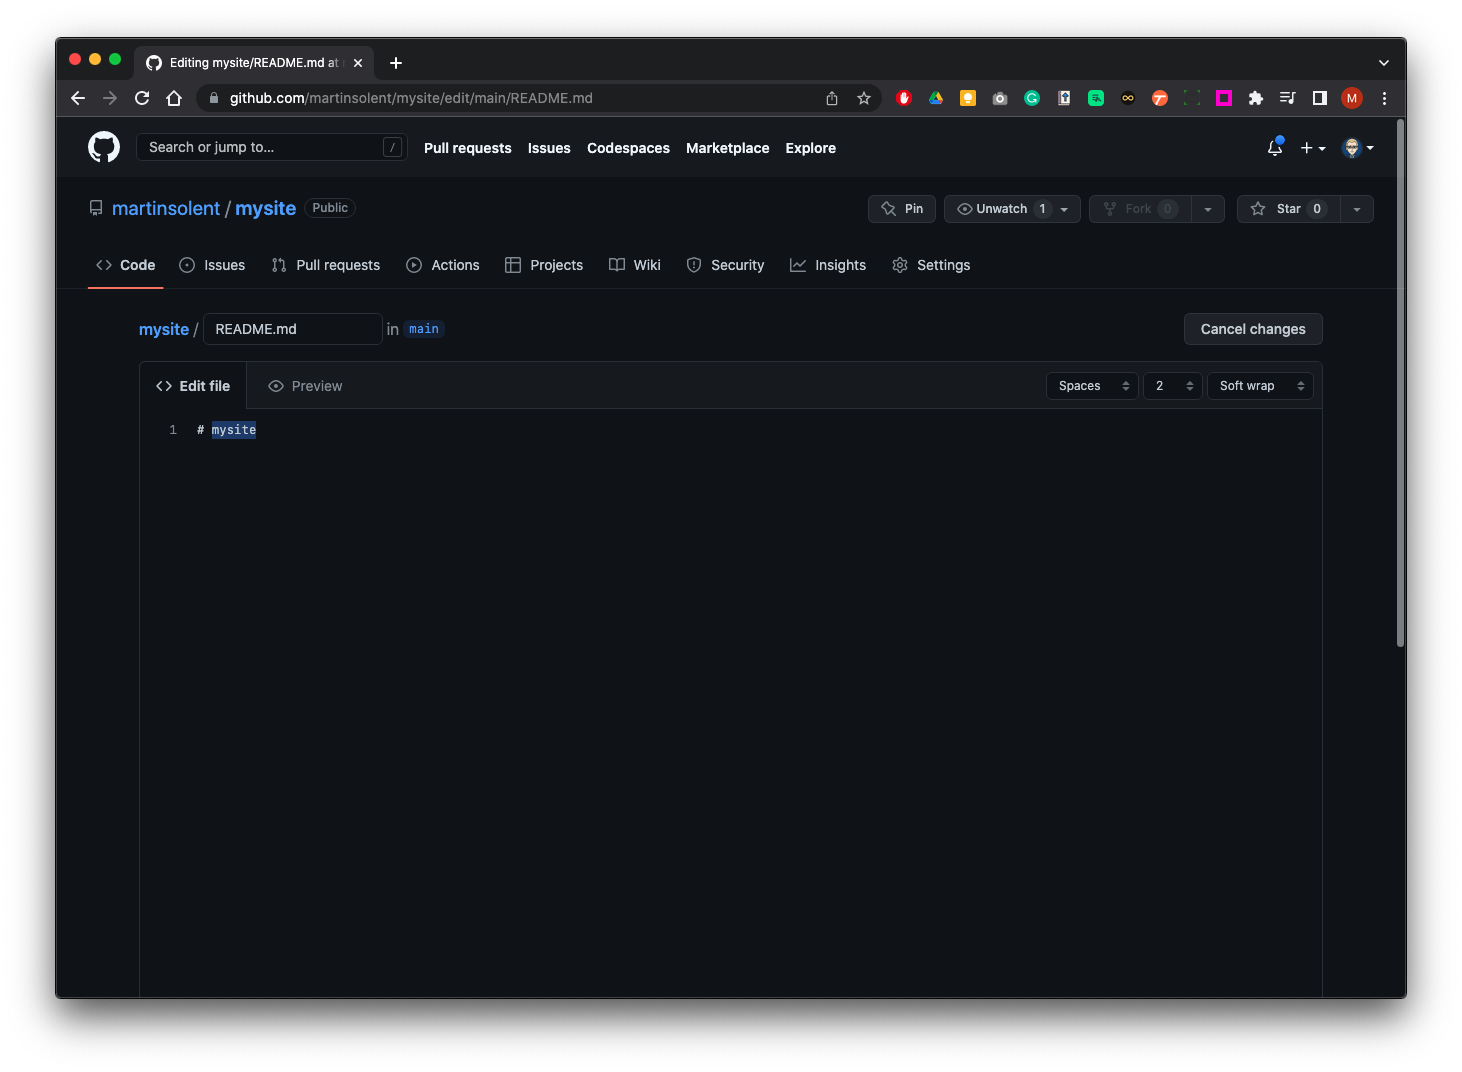 Editing mysite/README.md at
github.com/martinsolent/mysite/edit/main/README.md
M
Search or jump to... /
Pull requests Issues Codespaces Marketplace Explore
martinsolent / mysite Public
Pin Unwatch 1 Fork 0 Star 0
Code Issues Pull requests Actions Projects Wiki Security Insights Settings
mysite / README.md in main Cancel changes
Edit file Preview Spaces 2 Soft wrap
1 # mysite